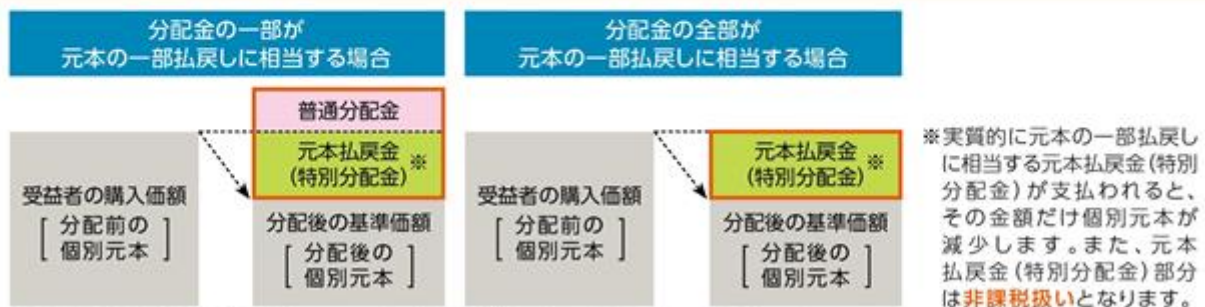 分配金の一部が
元本の一部払戻しに相当する場合
普通分配金
元本払戻金
(特別分配金) ※
受益者の購入価額
[ 分配前の
個別元本 ]
分配後の基準価額
[ 分配後の
個別元本 ]
分配金の全部が
元本の一部払戻しに相当する場合
元本払戻金
(特別分配金) ※
受益者の購入価額
[ 分配前の
個別元本 ]
分配後の基準価額
[ 分配後の
個別元本 ]
※実質的に元本の一部払戻し
に相当する元本払戻金(特別
分配金)が支払われると、
その金額だけ個別元本が
減少します。また、元本
払戻金(特別分配金)部分
は非課税扱いとなります。